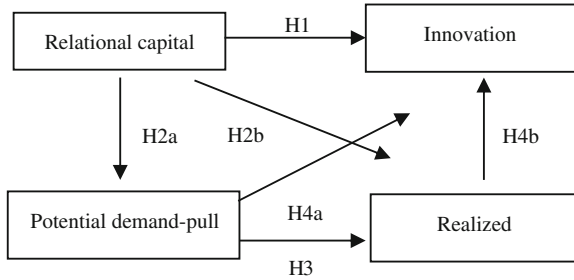 H1
Relational capital
Innovation
H2a
H2b
H4b
Potential demand-pull
H4a
Realized
H3